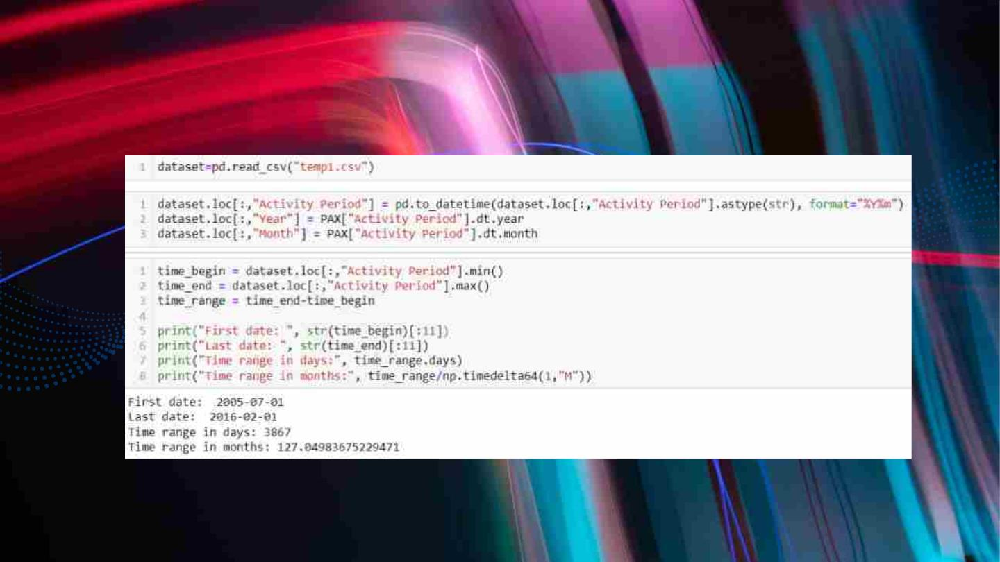 1 dataset=pd.read_csv("temp1.csv")
1 dataset.loc[:,"Activity Period"] = pd.to_datetime(dataset.loc[:,"Activity Period"].astype(str), format="%Y%m")
2 dataset.loc[:,"Year"] = PAX["Activity Period"].dt.year
3 dataset.loc[:,"Month"] = PAX["Activity Period"].dt.month
1 time_begin = dataset.loc[:,"Activity Period"].min()
2 time_end = dataset.loc[:,"Activity Period"].max()
3 time_range = time_end-time_begin
4
5 print("First date: ", str(time_begin)[:11])
6 print("Last date: ", str(time_end)[:11])
7 print("Time range in days:", time_range.days)
8 print("Time range in months:", time_range/np.timedelta64(1,"M"))
First date:  2005-07-01
Last date:  2016-02-01
Time range in days: 3867
Time range in months: 127.04983675229471